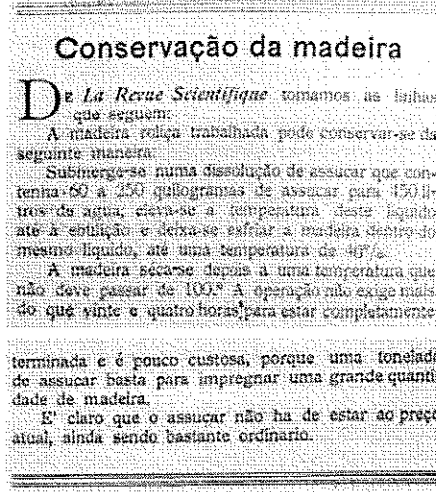 Conservação da madeira
De La Revue Scientifique tomamos as linhas
que seguem:
A madeira roliça trabalhada pode conservar-se da
seguinte maneira:
Submerge-se numa dissolução de assucar que con-
tenha 60 a 250 quilogramas de assucar para 150 li-
tros de agua; eleva-se a temperatura deste liquido
até a ebulição e deixa-se esfriar a madeira dentro do
mesmo liquido, até uma temperatura de 40°/₀.
A madeira seca-se depois a uma temperatura que
não deve passar de 100.° A operação não exige mais
do que vinte e quatro horas para estar completamente
terminada e é pouco custosa, porque uma tonelada
de assucar basta para impregnar uma grande quanti
dade de madeira.
E' claro que o assucar não ha de estar ao preço
atual, ainda sendo bastante ordinario.